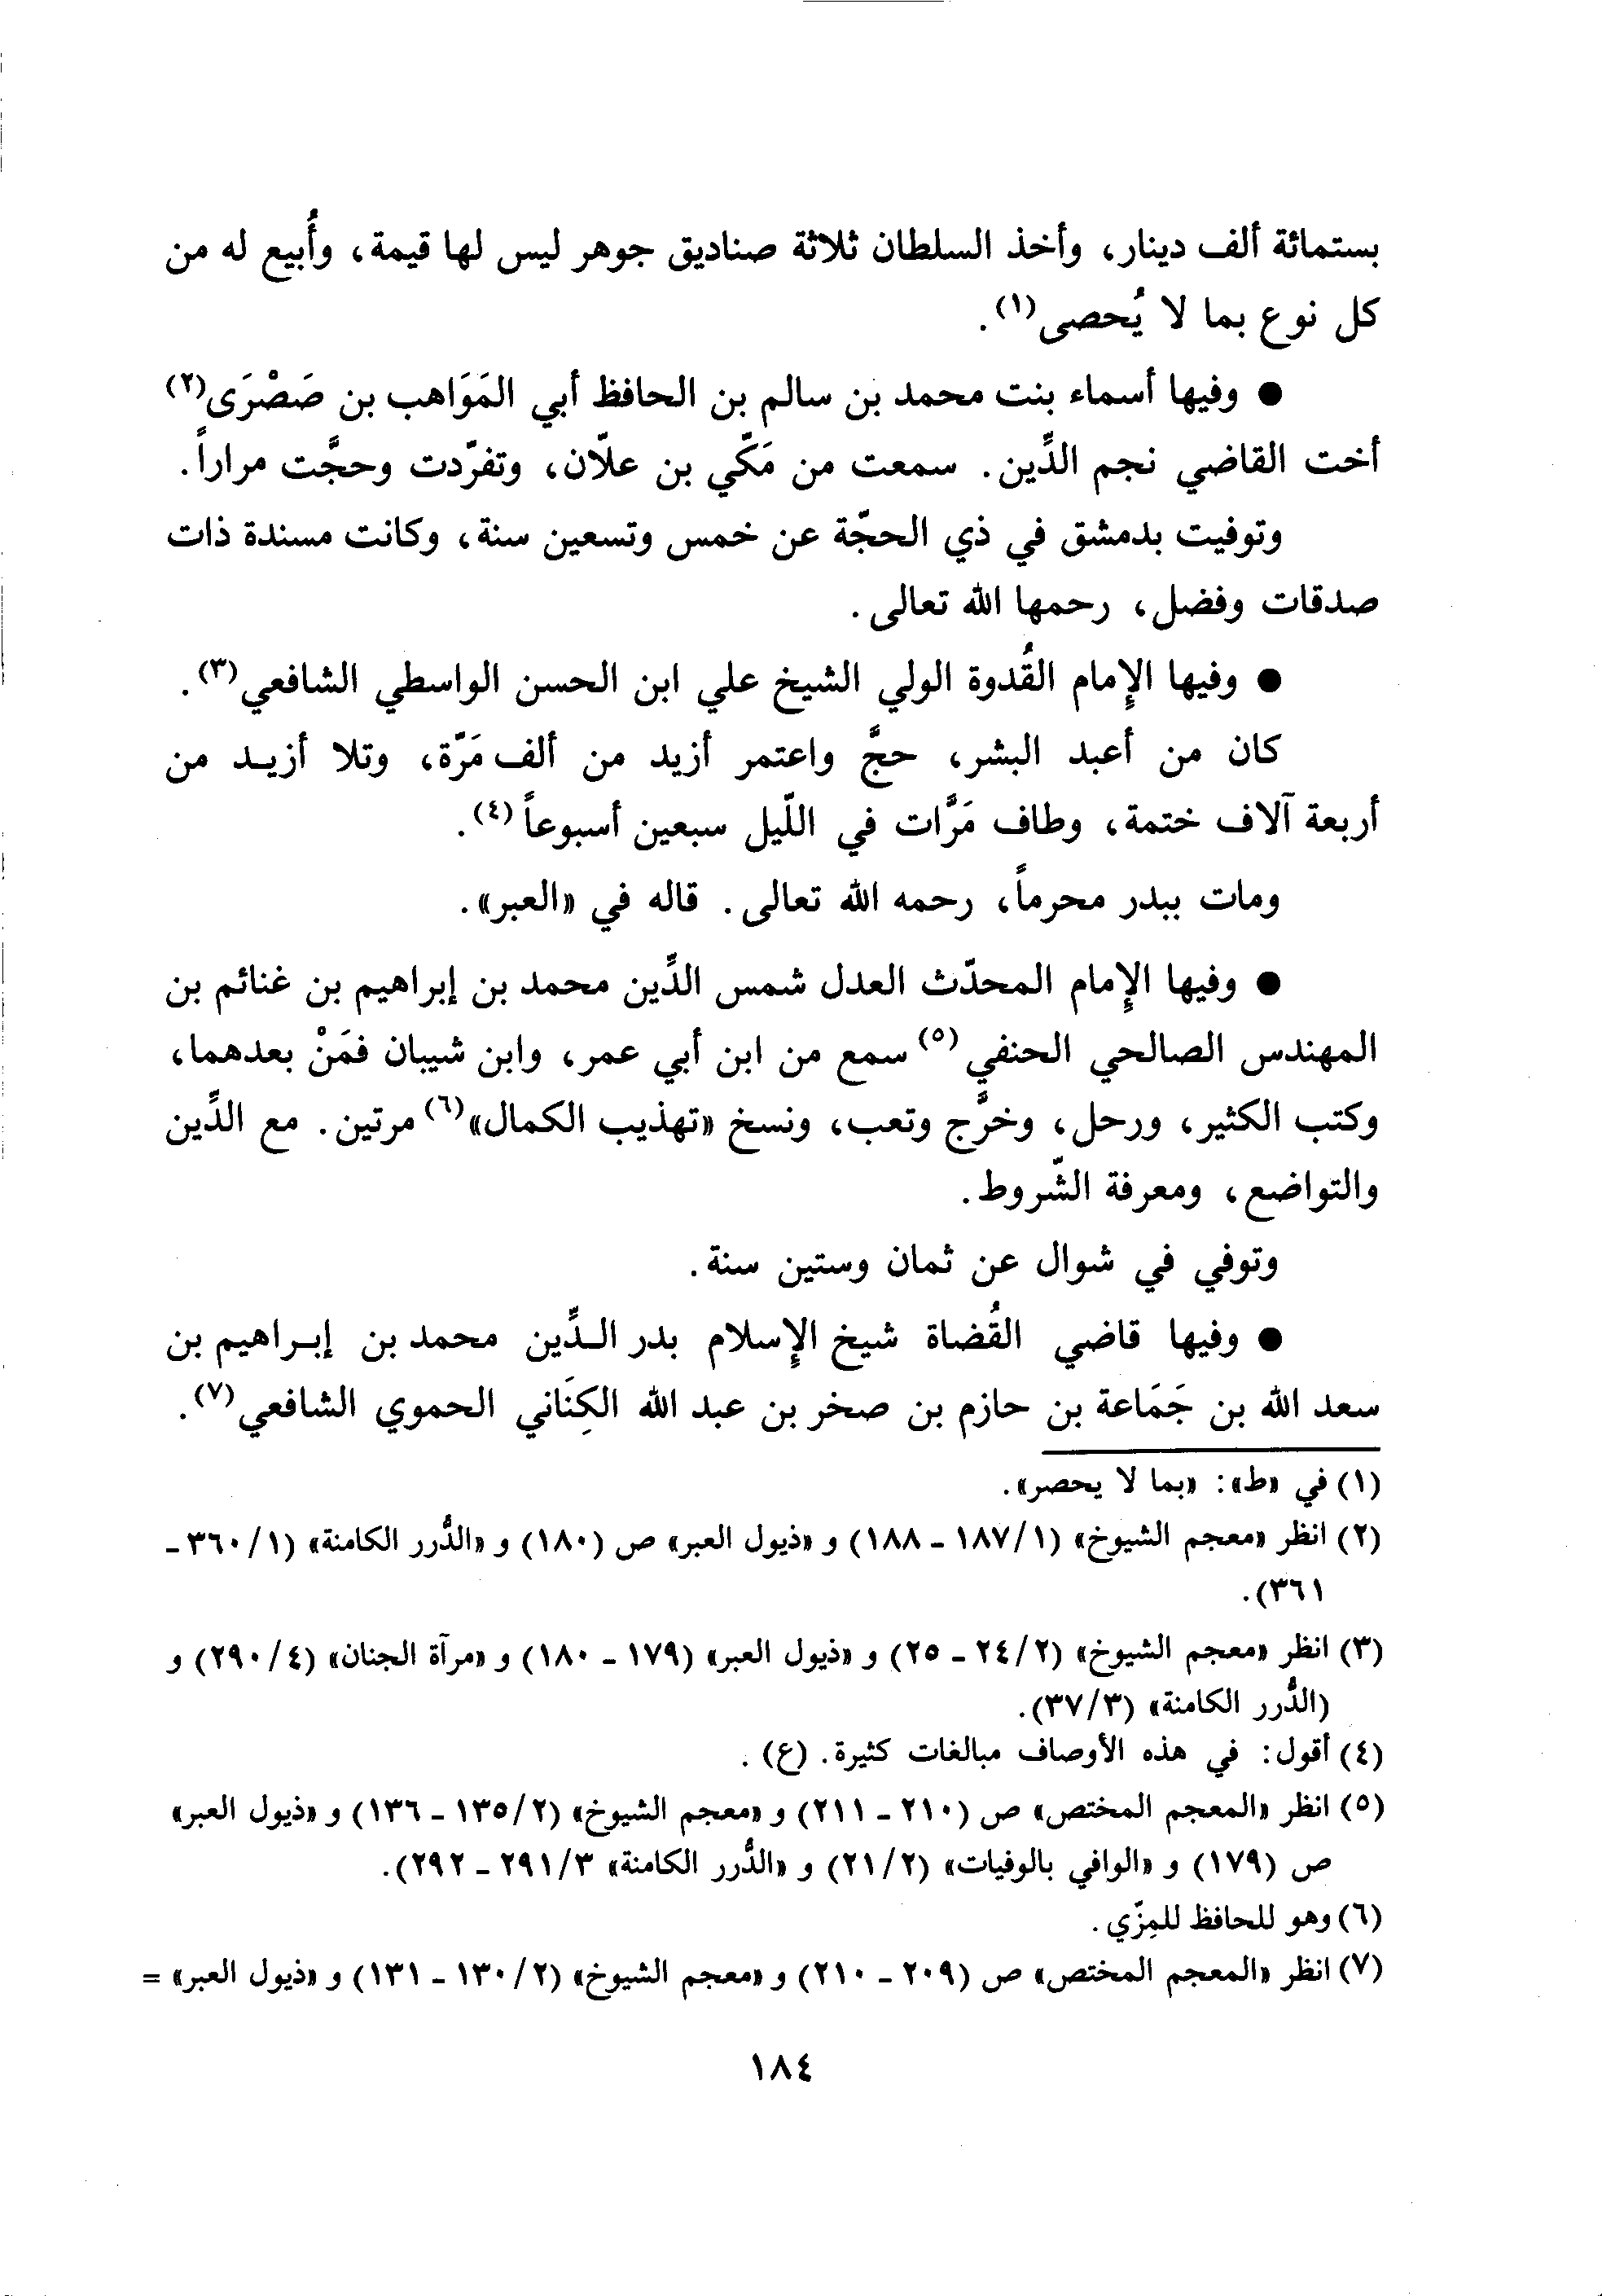 بستمائة ألف دينار، وأخذ السلطان ثلاثة صناديق جوهر ليس لها قيمة، وأُبيع له من
كل نوع بما لا يُحصى(١).
● وفيها أسماء بنت محمد بن سالم بن الحافظ أبي المَوَاهب بن صَصْرَى(٢)
أخت القاضي نجم الدِّين. سمعت من مَكّي بن علّان، وتفرّدت وحجَّت مراراً.
وتوفيت بدمشق في ذي الحجّة عن خمس وتسعين سنة، وكانت مسندة ذات
صدقات وفضل، رحمها الله تعالى.
● وفيها الإمام القُدوة الولي الشيخ علي ابن الحسن الواسطي الشافعي(٣).
كان من أعبد البشر، حجَّ واعتمر أزيد من ألف مَرّة، وتلا أزيـد من
أربعة آلاف ختمة، وطاف مَرَّات في اللّيل سبعين أسبوعاً(٤).
ومات ببدر محرماً، رحمه الله تعالى. قاله في «العبر».
● وفيها الإمام المحدّث العدل شمس الدِّين محمد بن إبراهيم بن غنائم بن
المهندس الصالحي الحنفي(٥) سمع من ابن أبي عمر، وابن شيبان فمَنْ بعدهما،
وكتب الكثير، ورحل، وخرَّج وتعب، ونسخ «تهذيب الكمال»(٦) مرتين. مع الدِّين
والتواضع، ومعرفة الشّروط.
وتوفي في شوال عن ثمان وستين سنة.
● وفيها قاضي القُضاة شيخ الإسلام بدر الـدِّين محمد بن إبـراهيم بن
سعد الله بن جَمَاعة بن حازم بن صخر بن عبد الله الكِنَاني الحموي الشافعي(٧).
(١) في «ط»: «بما لا يحصر».
(٢) انظر «معجم الشيوخ» (١/ ١٨٧ - ١٨٨) و «ذيول العبر» ص (١٨٠) و «الدُّرر الكامنة» (١/ ٣٦٠ -
٣٦١).
(٣) انظر «معجم الشيوخ» (٢/ ٢٤ - ٢٥) و «ذيول العبر» (١٧٩ - ١٨٠) و «مرآة الجنان» (٤/ ٢٩٠) و
(الدُّرر الكامنة» (٣/ ٣٧).
(٤) أقول: في هذه الأوصاف مبالغات كثيرة. (ع).
(٥) انظر «المعجم المختص» ص (٢١٠ - ٢١١) و «معجم الشيوخ» (٢/ ١٣٥ - ١٣٦) و «ذيول العبر»
ص (١٧٩) و «الوافي بالوفيات» (٢/ ٢١) و «الدُّرر الكامنة» ٣/ ٢٩١ - ٢٩٢).
(٦) وهو للحافظ للمِزّي.
(٧) انظر «المعجم المختص» ص (٢٠٩ - ٢١٠) و «معجم الشيوخ» (٢/ ١٣٠ - ١٣١) و «ذيول العبر» =
١٨٤